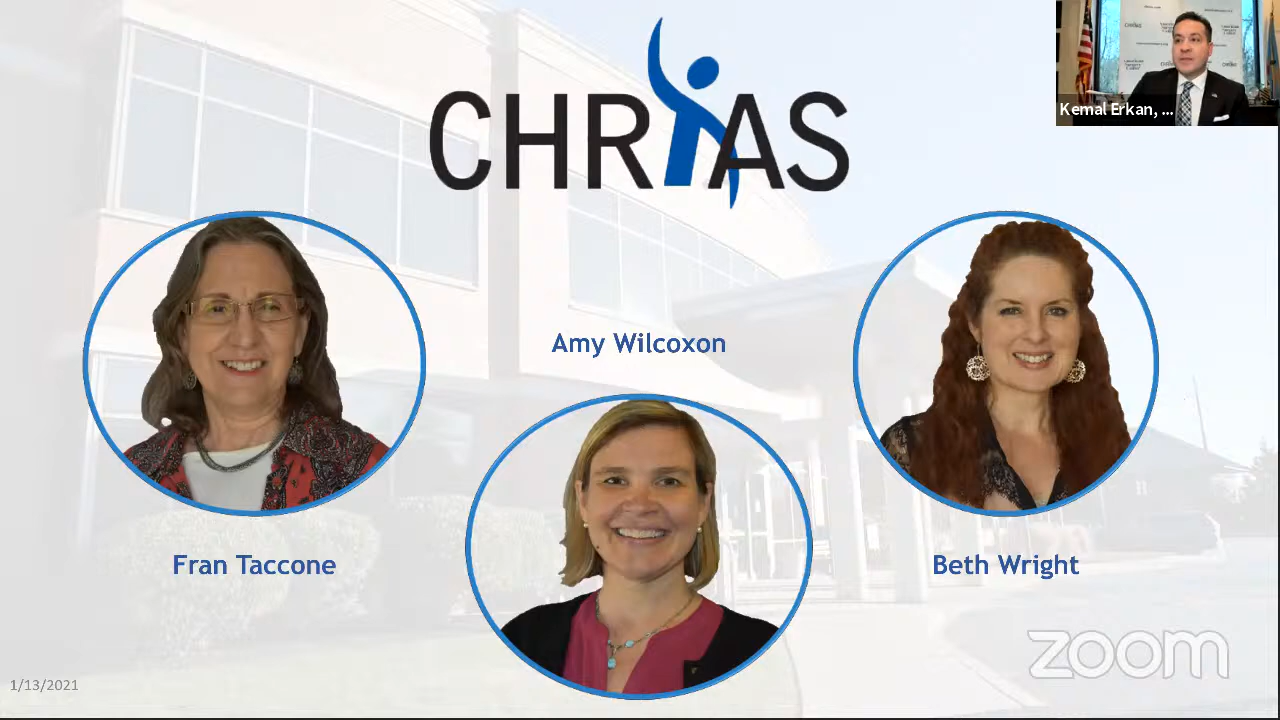 CHRIAS
Kemal Erkan, ...
Amy Wilcoxon
Fran Taccone
Beth Wright
zoom
1/13/2021